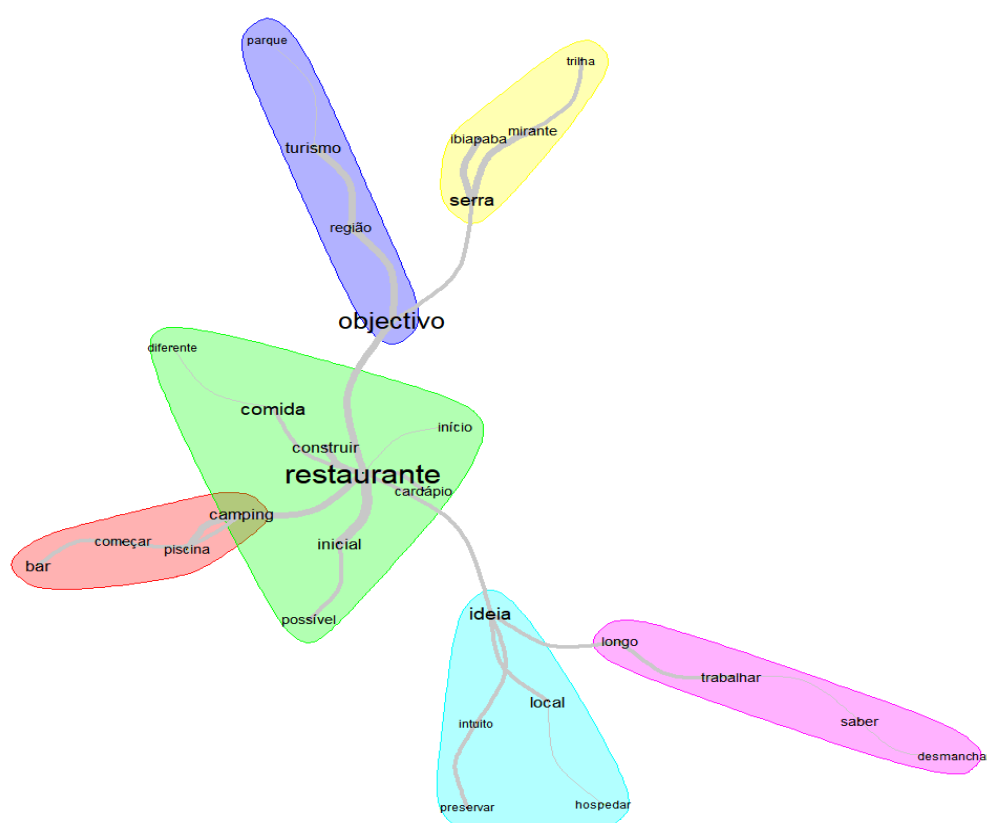 parque
trilha
ibiapaba
mirante
turismo
serra
região
objectivo
diferente
comida
início
construir
restaurante
cardápio
camping
começar
piscina
inicial
bar
possível
ideia
longo
trabalhar
local
intuito
saber
desmancha
preservar
hospedar